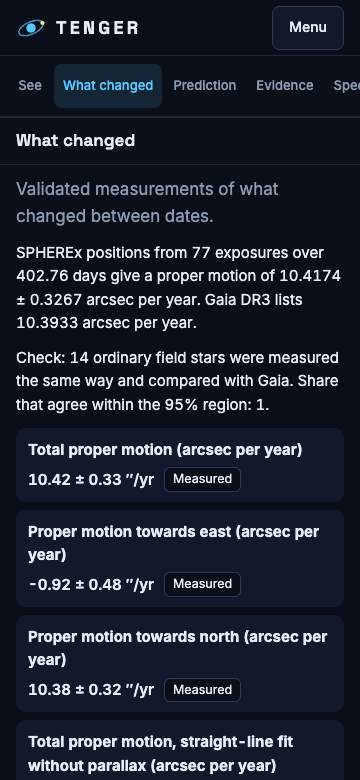 TENGER
Menu
See
What changed
Prediction
Evidence
What changed
Validated measurements of what
changed between dates.
SPHEREx positions from 77 exposures over
402.76 days give a proper motion of 10.4174
± 0.3267 arcsec per year. Gaia DR3 lists
10.3933 arcsec per year.
Check: 14 ordinary field stars were measured
the same way and compared with Gaia. Share
that agree within the 95% region: 1.
Total proper motion (arcsec per year)
10.42 ± 0.33 ″/yr
Measured
Proper motion towards east (arcsec per
year)
-0.92 ± 0.48 ″/yr
Measured
Proper motion towards north (arcsec per
year)
10.38 ± 0.32 ″/yr
Measured
Total proper motion, straight-line fit
without parallax (arcsec per year)